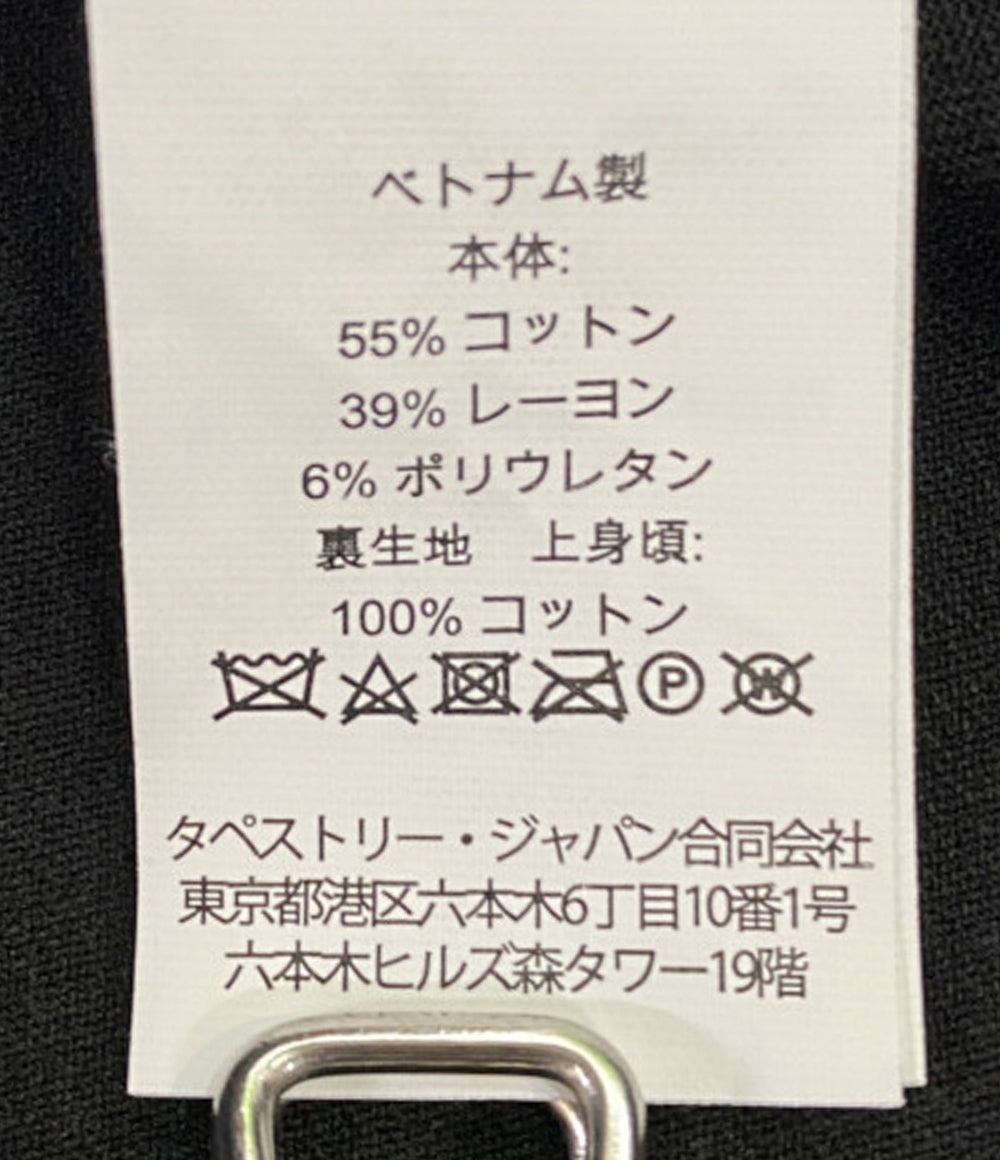 ベトナム製
本体:
55% コットン
39% レーヨン
6% ポリウレタン
裏生地　上身頃:
100% コットン
P W
タペストリー・ジャパン合同会社
東京都港区六本木6丁目10番1号
六本木ヒルズ森タワー19階